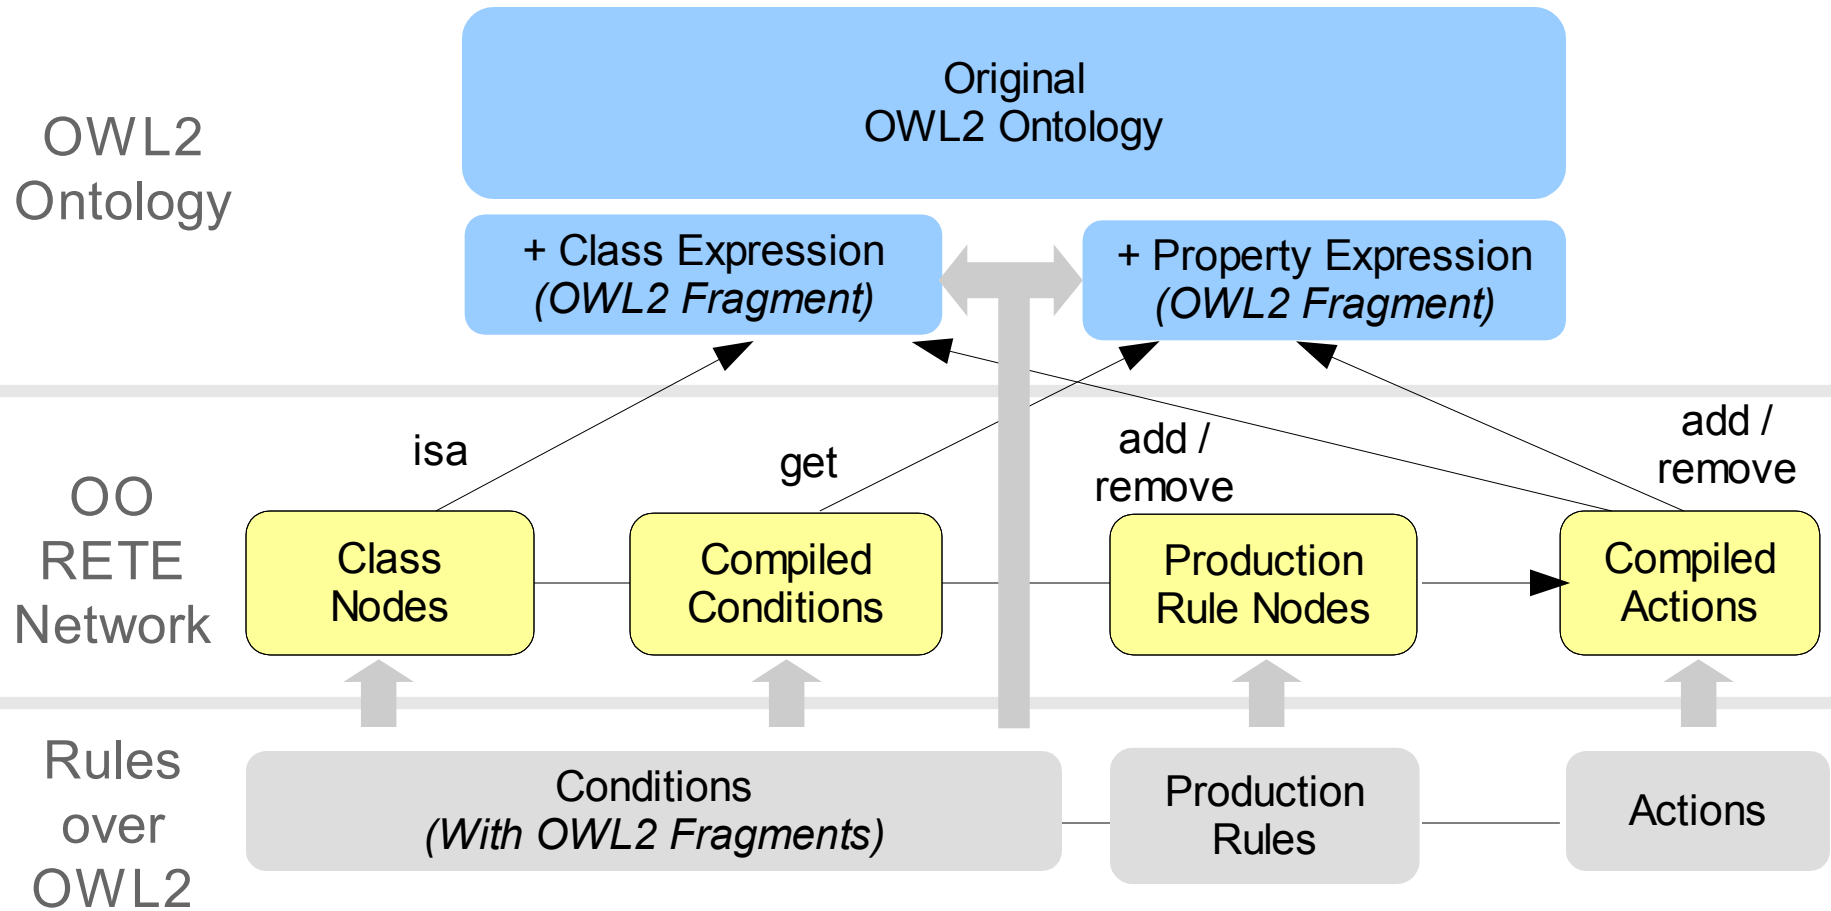 OWL2
Ontology
Original
OWL2 Ontology
+ Class Expression
(OWL2 Fragment)
+ Property Expression
(OWL2 Fragment)
OO
RETE
Network
isa
get
add /
remove
add /
remove
Class
Nodes
Compiled
Conditions
Production
Rule Nodes
Compiled
Actions
Rules
over
OWL2
Conditions
(With OWL2 Fragments)
Production
Rules
Actions